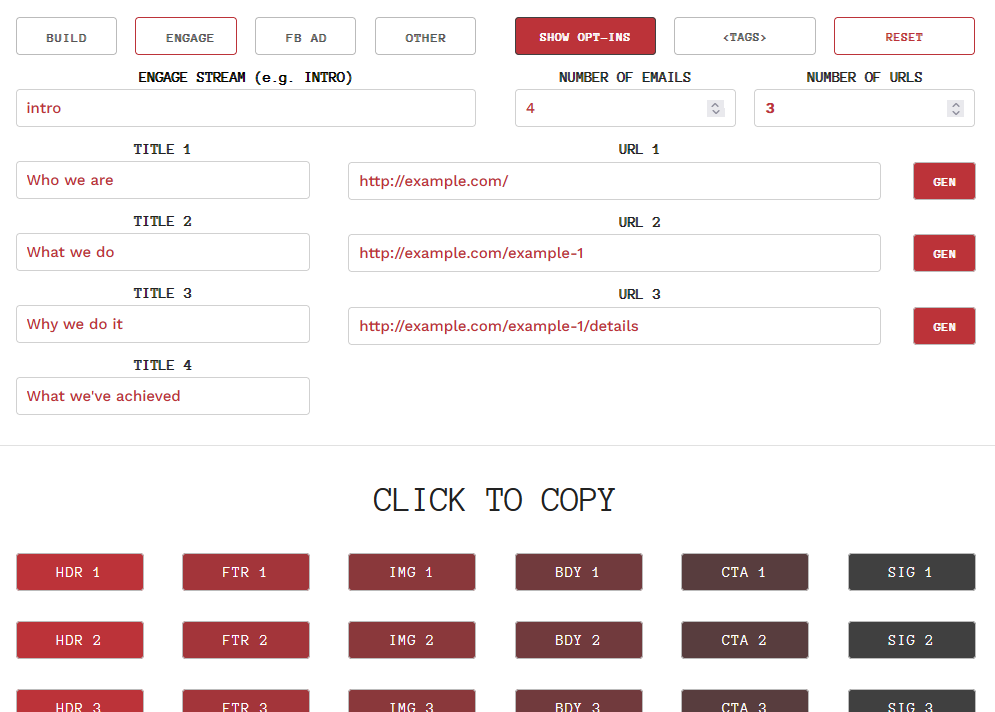 BUILD ENGAGE FB AD OTHER SHOW OPT-INS <TAGS> RESET
ENGAGE STREAM (e.g. INTRO) NUMBER OF EMAILS NUMBER OF URLS
intro 4 3
TITLE 1 URL 1
Who we are http://example.com/ GEN
TITLE 2 URL 2
What we do http://example.com/example-1 GEN
TITLE 3 URL 3
Why we do it http://example.com/example-1/details GEN
TITLE 4
What we've achieved
CLICK TO COPY
HDR 1 FTR 1 IMG 1 BDY 1 CTA 1 SIG 1
HDR 2 FTR 2 IMG 2 BDY 2 CTA 2 SIG 2
HDR 3 FTR 3 IMG 3 BDY 3 CTA 3 SIG 3